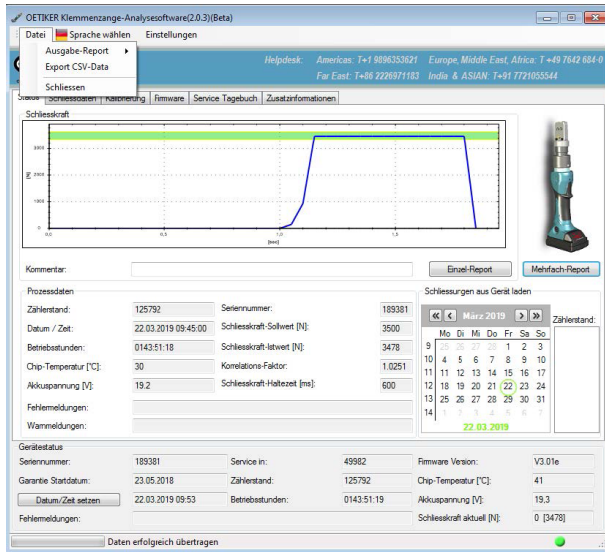 OETIKER Klemmenzange-Analysesoftware(2.0.3)(Beta)
Datei Sprache wählen Einstellungen
Ausgabe-Report
Export CSV-Data
Schliessen
Helpdesk: Americas: T+1 9896353621 Europe, Middle East, Africa: T +49 7642 684-0
Far East: T+86 2226971183 India & ASIAN: T+91 7721055544
Status Schliessdaten Kalibrierung Firmware Service Tagebuch Zusatzinformationen
Schliesskraft
[N]
0
0,0 0,5 1,0 1,5
[sec]
Kommentar: Einzel-Report Mehrfach-Report
Prozessdaten
Zählerstand: 125792 Seriennummer: 189381
Datum / Zeit: 22.03.2019 09:45:00 Schliesskraft-Sollwert [N]: 3500
Betriebsstunden: 0143:51:18 Schliesskraft-Istwert [N]: 3478
Chip-Temperatur [°C]: 30 Korrelations-Faktor: 1.0251
Akkuspannung [V]: 19.2 Schliesskraft-Haltezeit [ms]: 600
Fehlermeldungen:
Warnmeldungen:
Schliessungen aus Gerät laden
März 2019 Zählerstand:
Mo Di Mi Do Fr Sa So
9 25 26 27 28 1 2 3
10 4 5 6 7 8 9 10
11 11 12 13 14 15 16 17
12 18 19 20 21 22 23 24
13 25 26 27 28 29 30 31
14 1 2 3 4 5 6 7
22.03.2019
Gerätestatus
Seriennummer: 189381 Service in: 49982 Firmware Version: V3.01e
Garantie Startdatum: 23.05.2018 Zählerstand: 125792 Chip-Temperatur [°C]: 41
Datum/Zeit setzen 22.03.2019 09:53 Betriebsstunden: 0143:51:19 Akkuspannung [V]: 19,3
Fehlermeldungen: Schliesskraft aktuell [N]: 0 [3478]
Daten erfolgreich übertragen